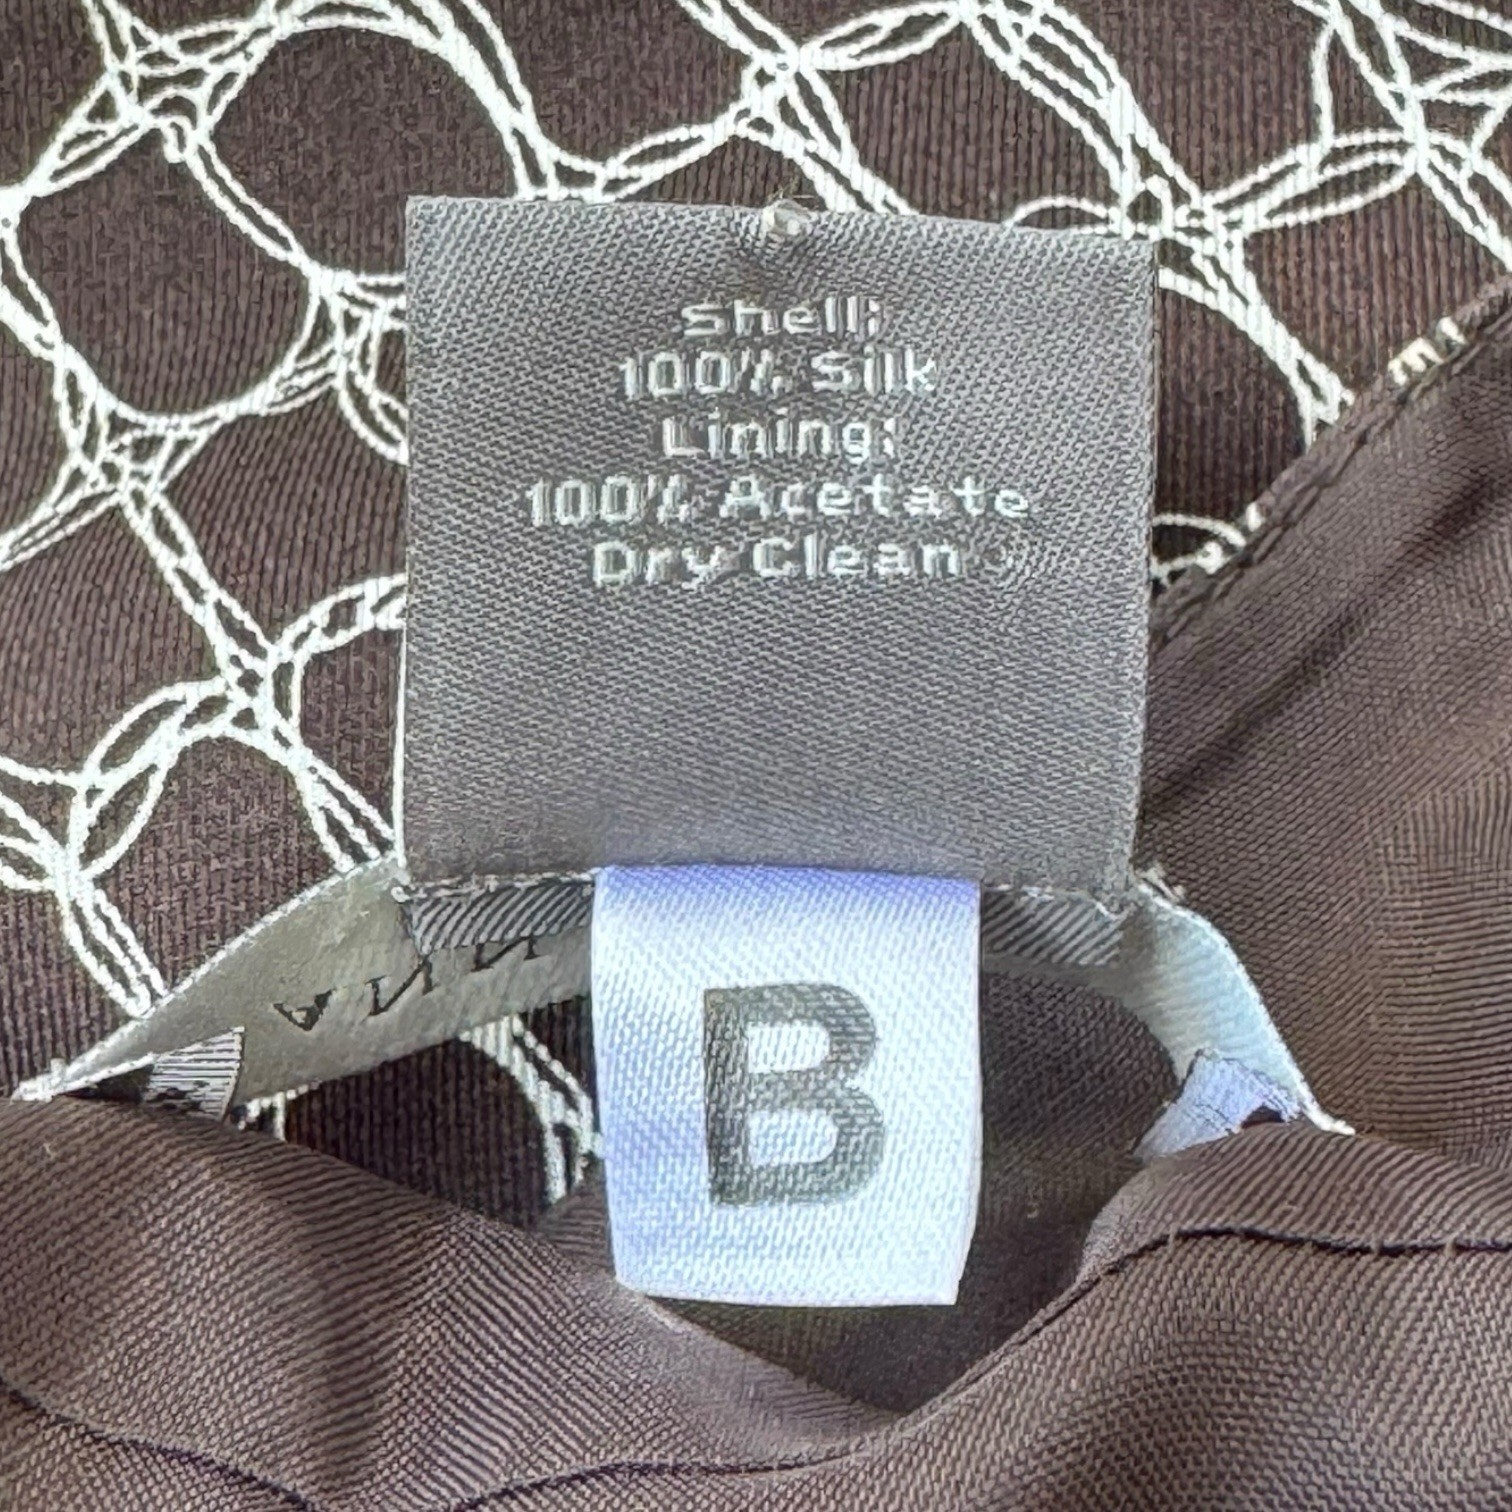 Shell:
100% Silk
Lining:
100% Acetate
Dry Clean
B